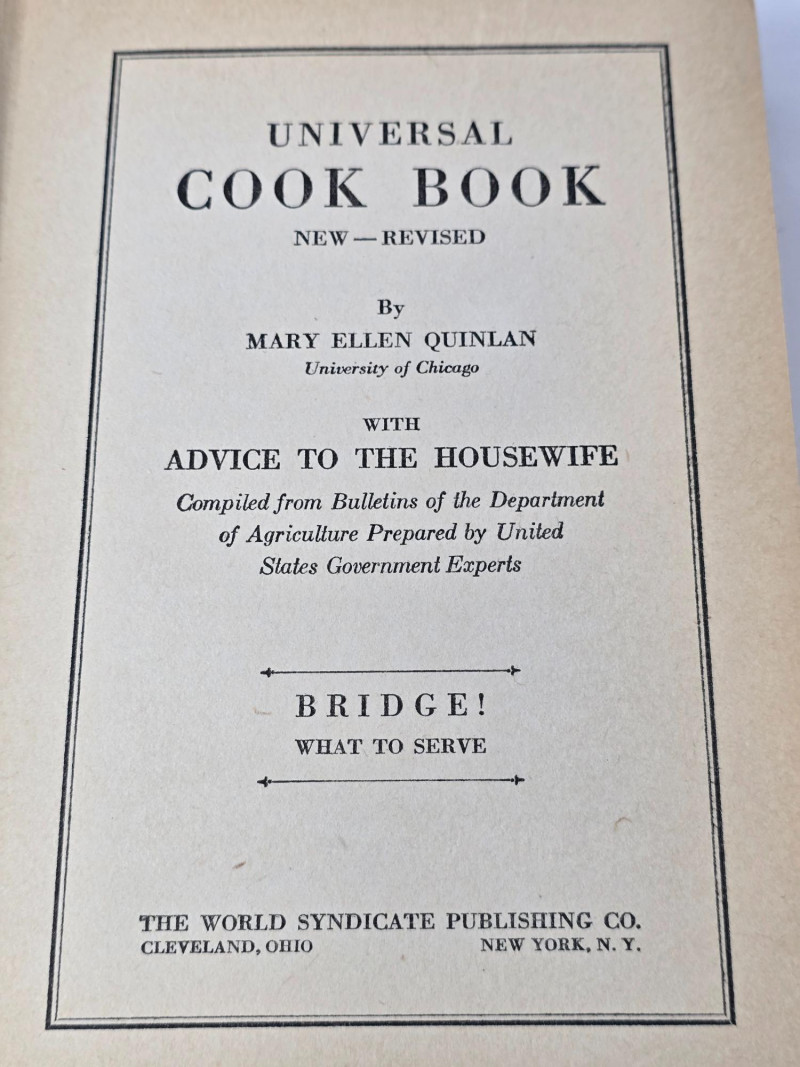 UNIVERSAL
COOK BOOK
NEW — REVISED
By
MARY ELLEN QUINLAN
University of Chicago
WITH
ADVICE TO THE HOUSEWIFE
Compiled from Bulletins of the Department
of Agriculture Prepared by United
States Government Experts
BRIDGE!
WHAT TO SERVE
THE WORLD SYNDICATE PUBLISHING CO.
CLEVELAND, OHIO NEW YORK, N. Y.